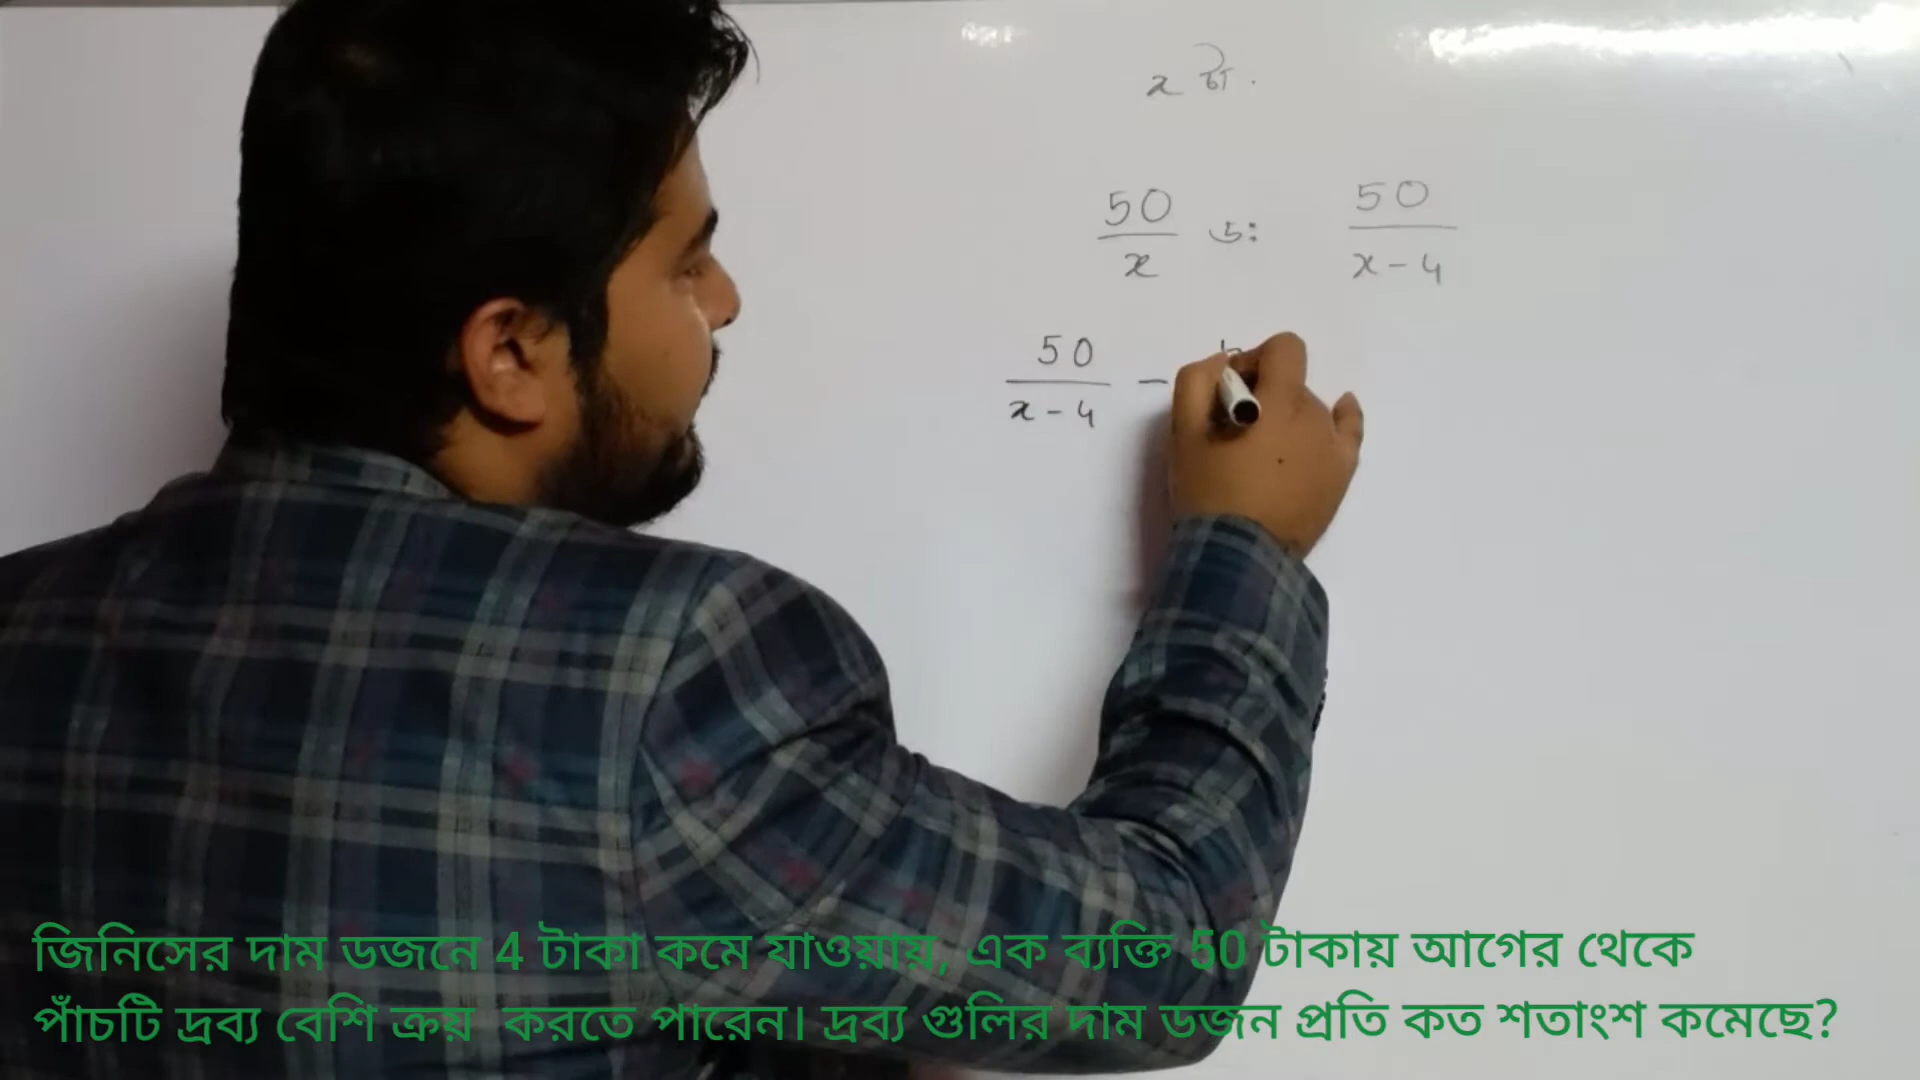 x টা.
50/x ডঃ 50/x-4
50/x-4 -
জিনিসের দাম ডজনে 4 টাকা কমে যাওয়ায়, এক ব্যক্তি 50 টাকায় আগের থেকে
পাঁচটি দ্রব্য বেশি ক্রয় করতে পারেন। দ্রব্য গুলির দাম ডজন প্রতি কত শতাংশ কমেছে?